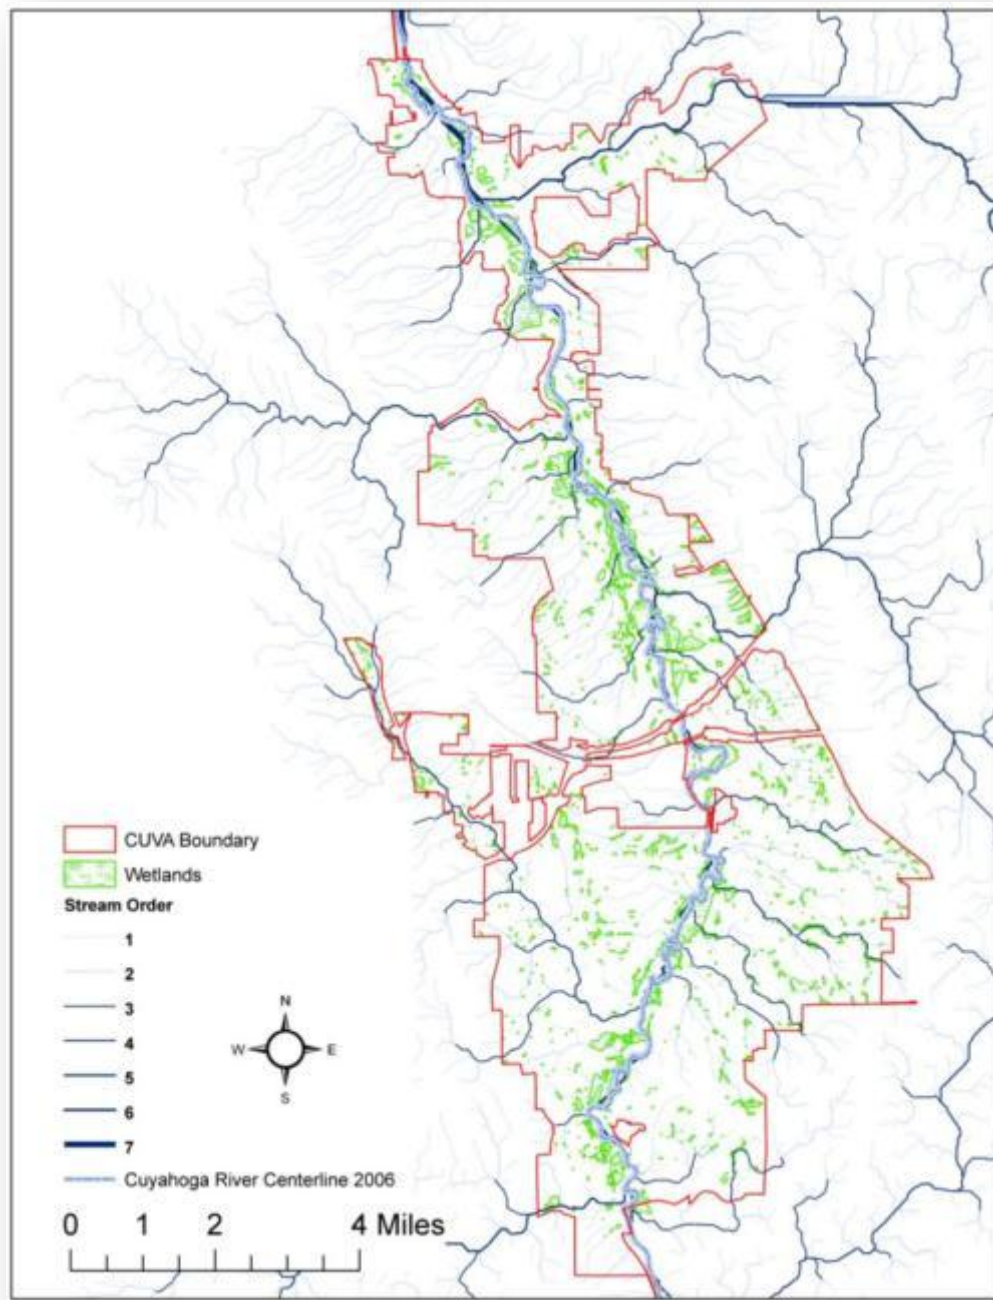 CUVA Boundary
Wetlands
Stream Order
1
2
3
4
5
6
7
Cuyahoga River Centerline 2006
N
W E
S
0 1 2 4 Miles